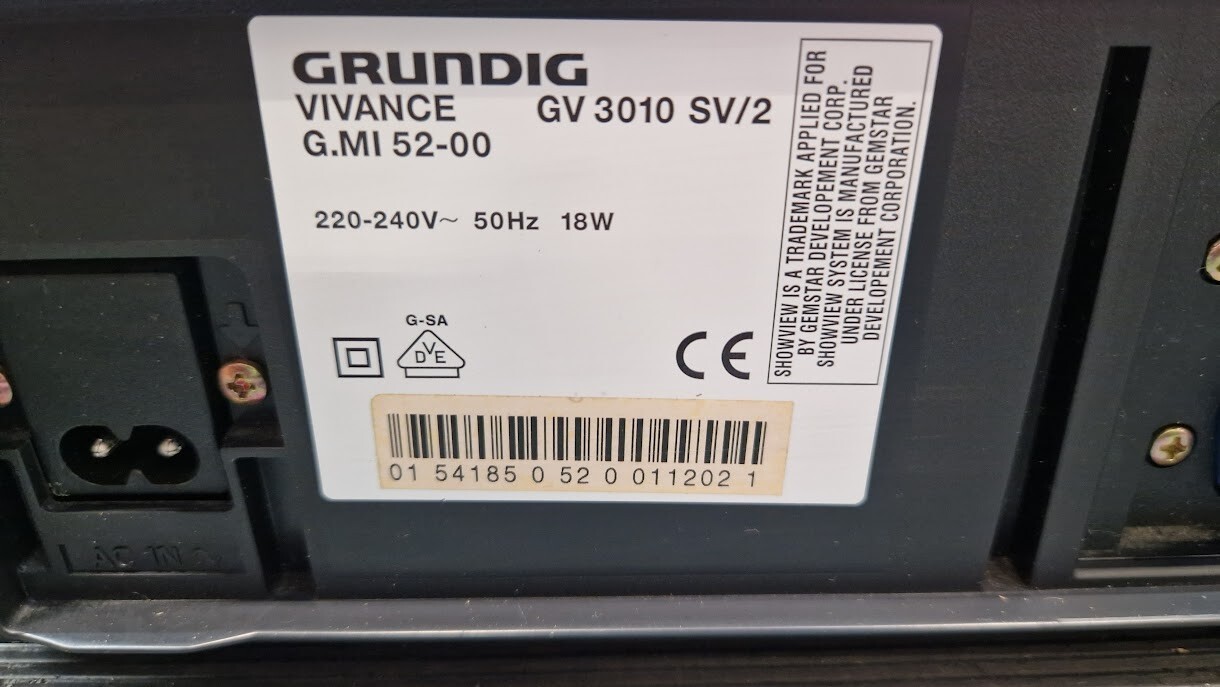 GRUNDIG
VIVANCE GV 3010 SV/2
G.MI 52-00
220-240V~ 50Hz 18W
G-SA
DVE
CE
SHOWVIEW IS A TRADEMARK APPLIED FOR
BY GEMSTAR DEVELOPEMENT CORP.
SHOWVIEW SYSTEM IS MANUFACTURED
UNDER LICENSE FROM GEMSTAR
DEVELOPEMENT CORPORATION.
01 54185 0 52 0 011202 1
AC IN ~